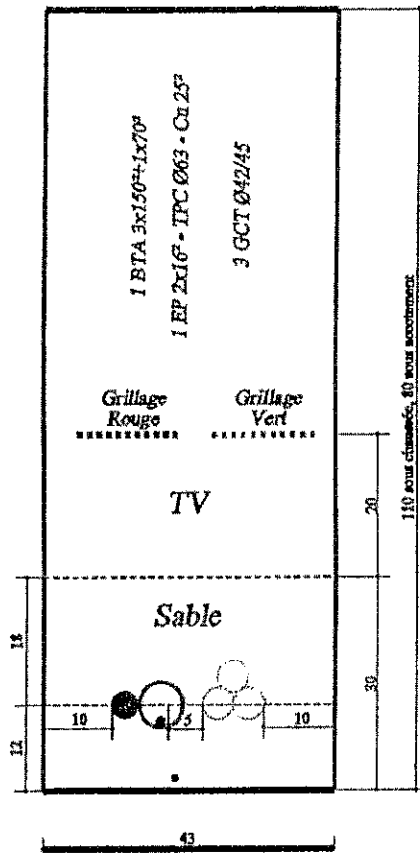 1 BTA 3x150²+1x70²
1 EP 2x16² - TPC Ø63 - Cu 25²
3 GCT Ø42/45
Grillage
Rouge
Grillage
Vert
TV
20
110 sous chaussée, 80 sous accotement
Sable
18
30
10
5
10
12
43